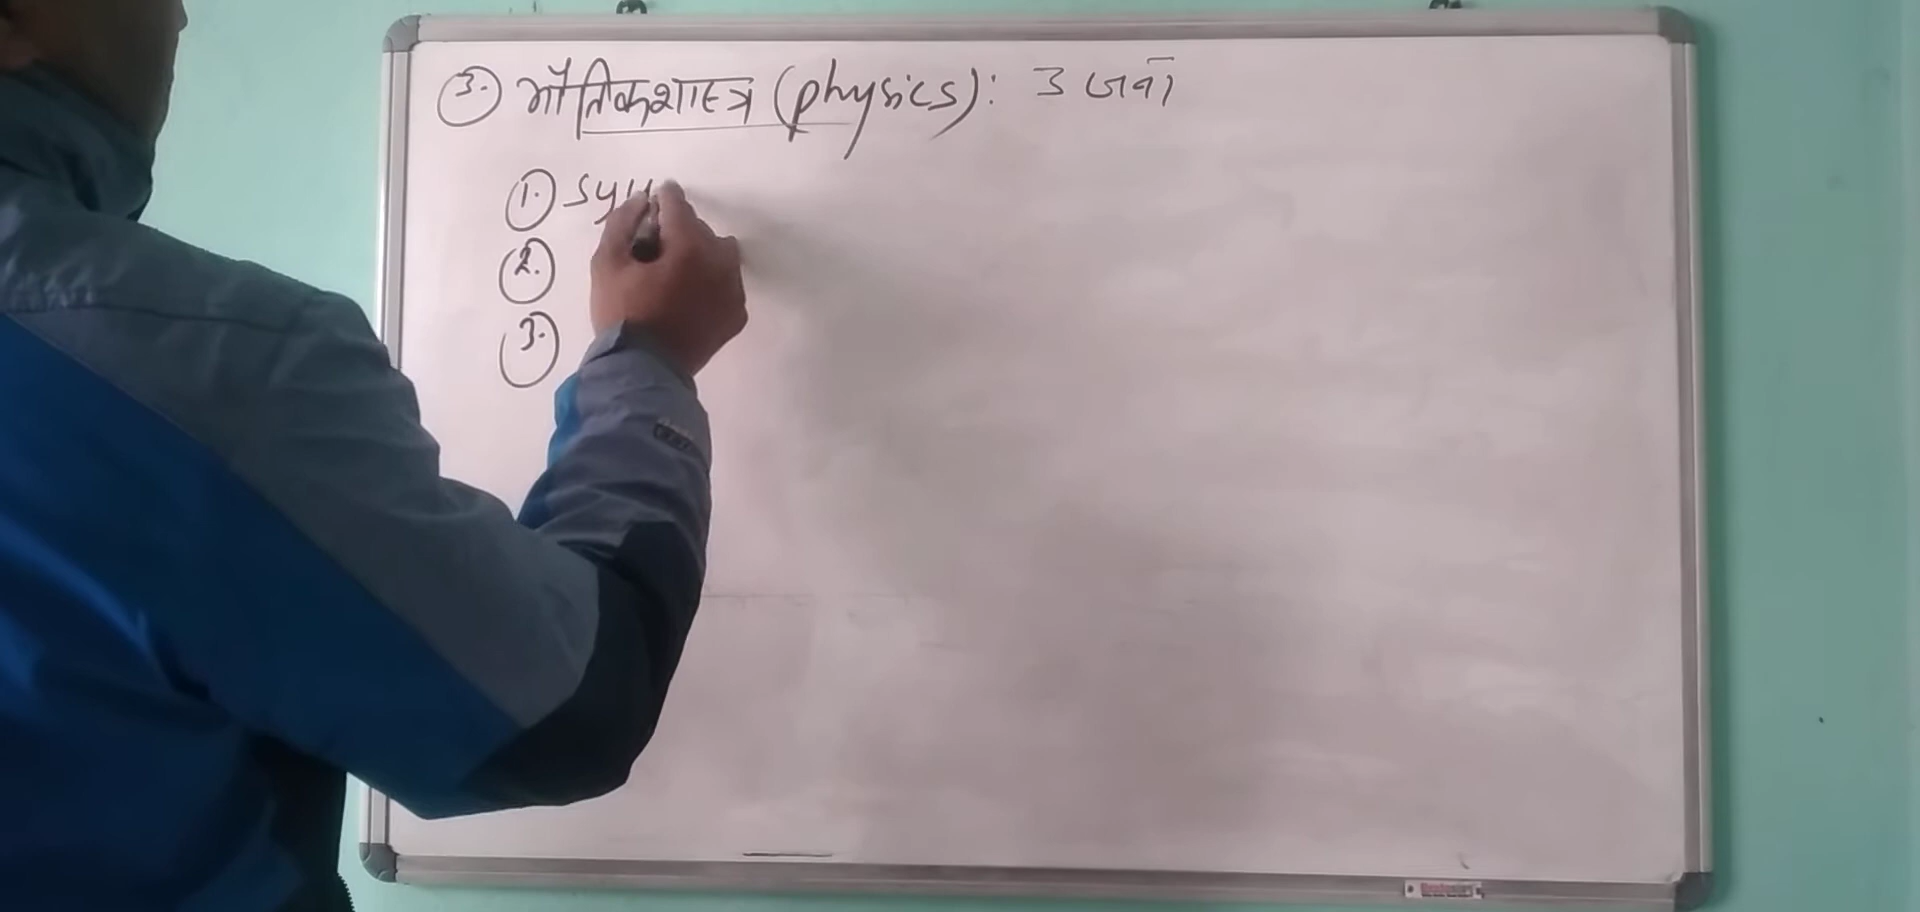 3. भौतिकशास्त्र (physics): 3 जना
1. syu
2.
3.